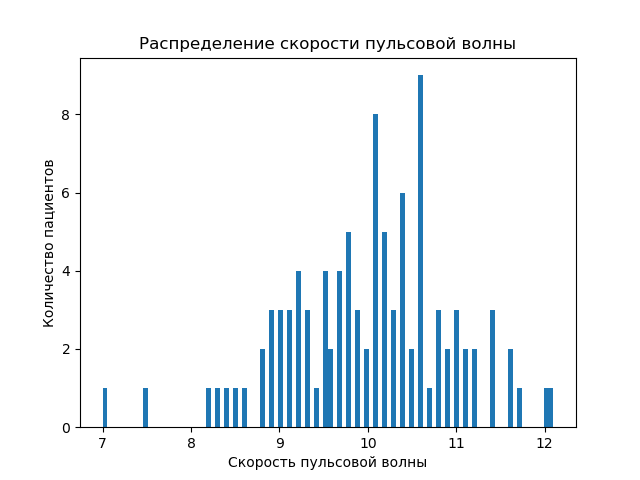 Распределение скорости пульсовой волны
Количество пациентов
8
6
4
2
0
7 8 9 10 11 12
Скорость пульсовой волны